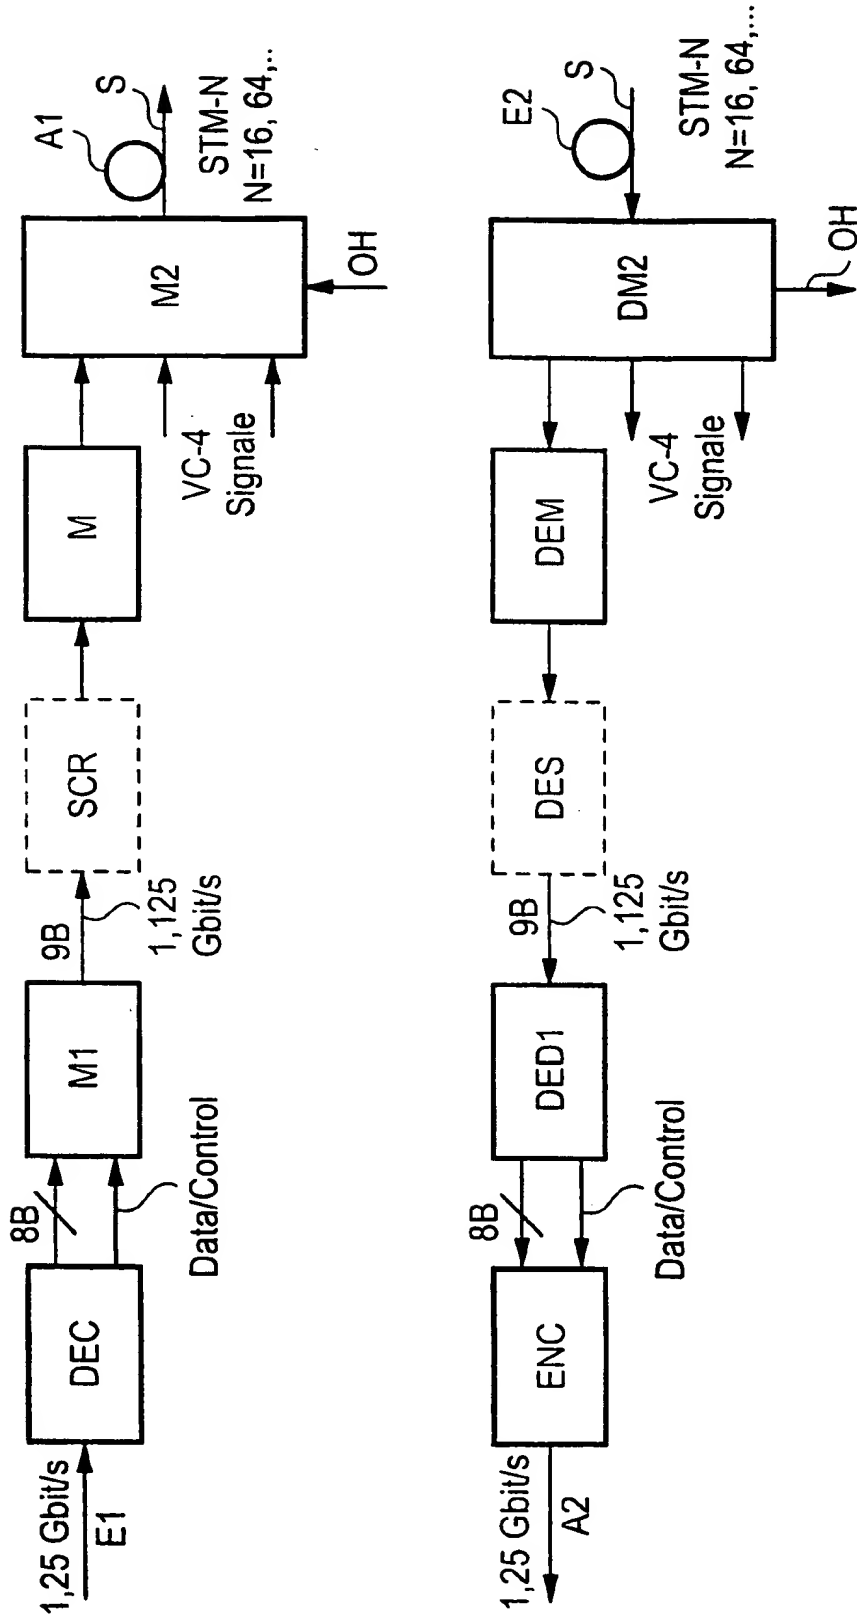 1,25 Gbit/s
E1
DEC
8B
Data/Control
M1
9B
1,125
Gbit/s
SCR
M
VC-4
Signale
M2
OH
A1
S
STM-N
N=16, 64,...
1,25 Gbit/s
A2
ENC
8B
Data/Control
DED1
9B
1,125
Gbit/s
DES
DEM
VC-4
Signale
DM2
OH
E2
S
STM-N
N=16, 64,...